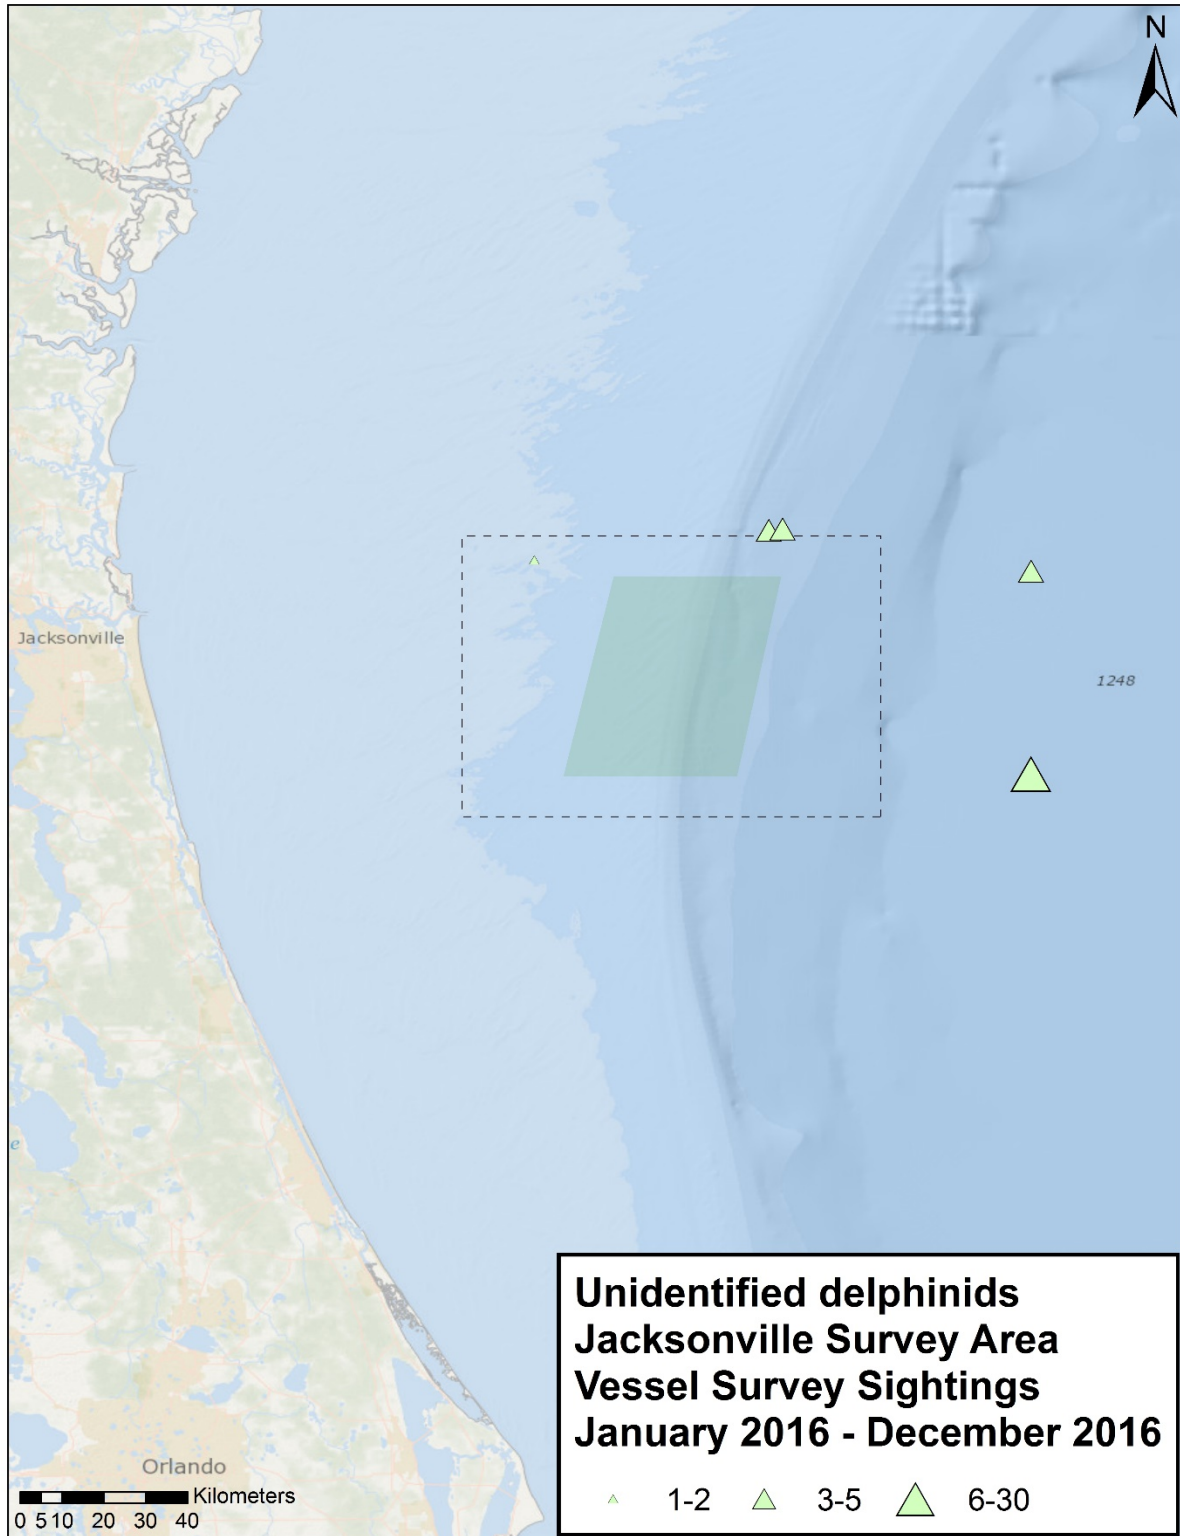 N
Jacksonville
1248
e
Unidentified delphinids
Jacksonville Survey Area
Vessel Survey Sightings
January 2016 - December 2016
1-2 3-5 6-30
Orlando
Kilometers
0 5 10 20 30 40